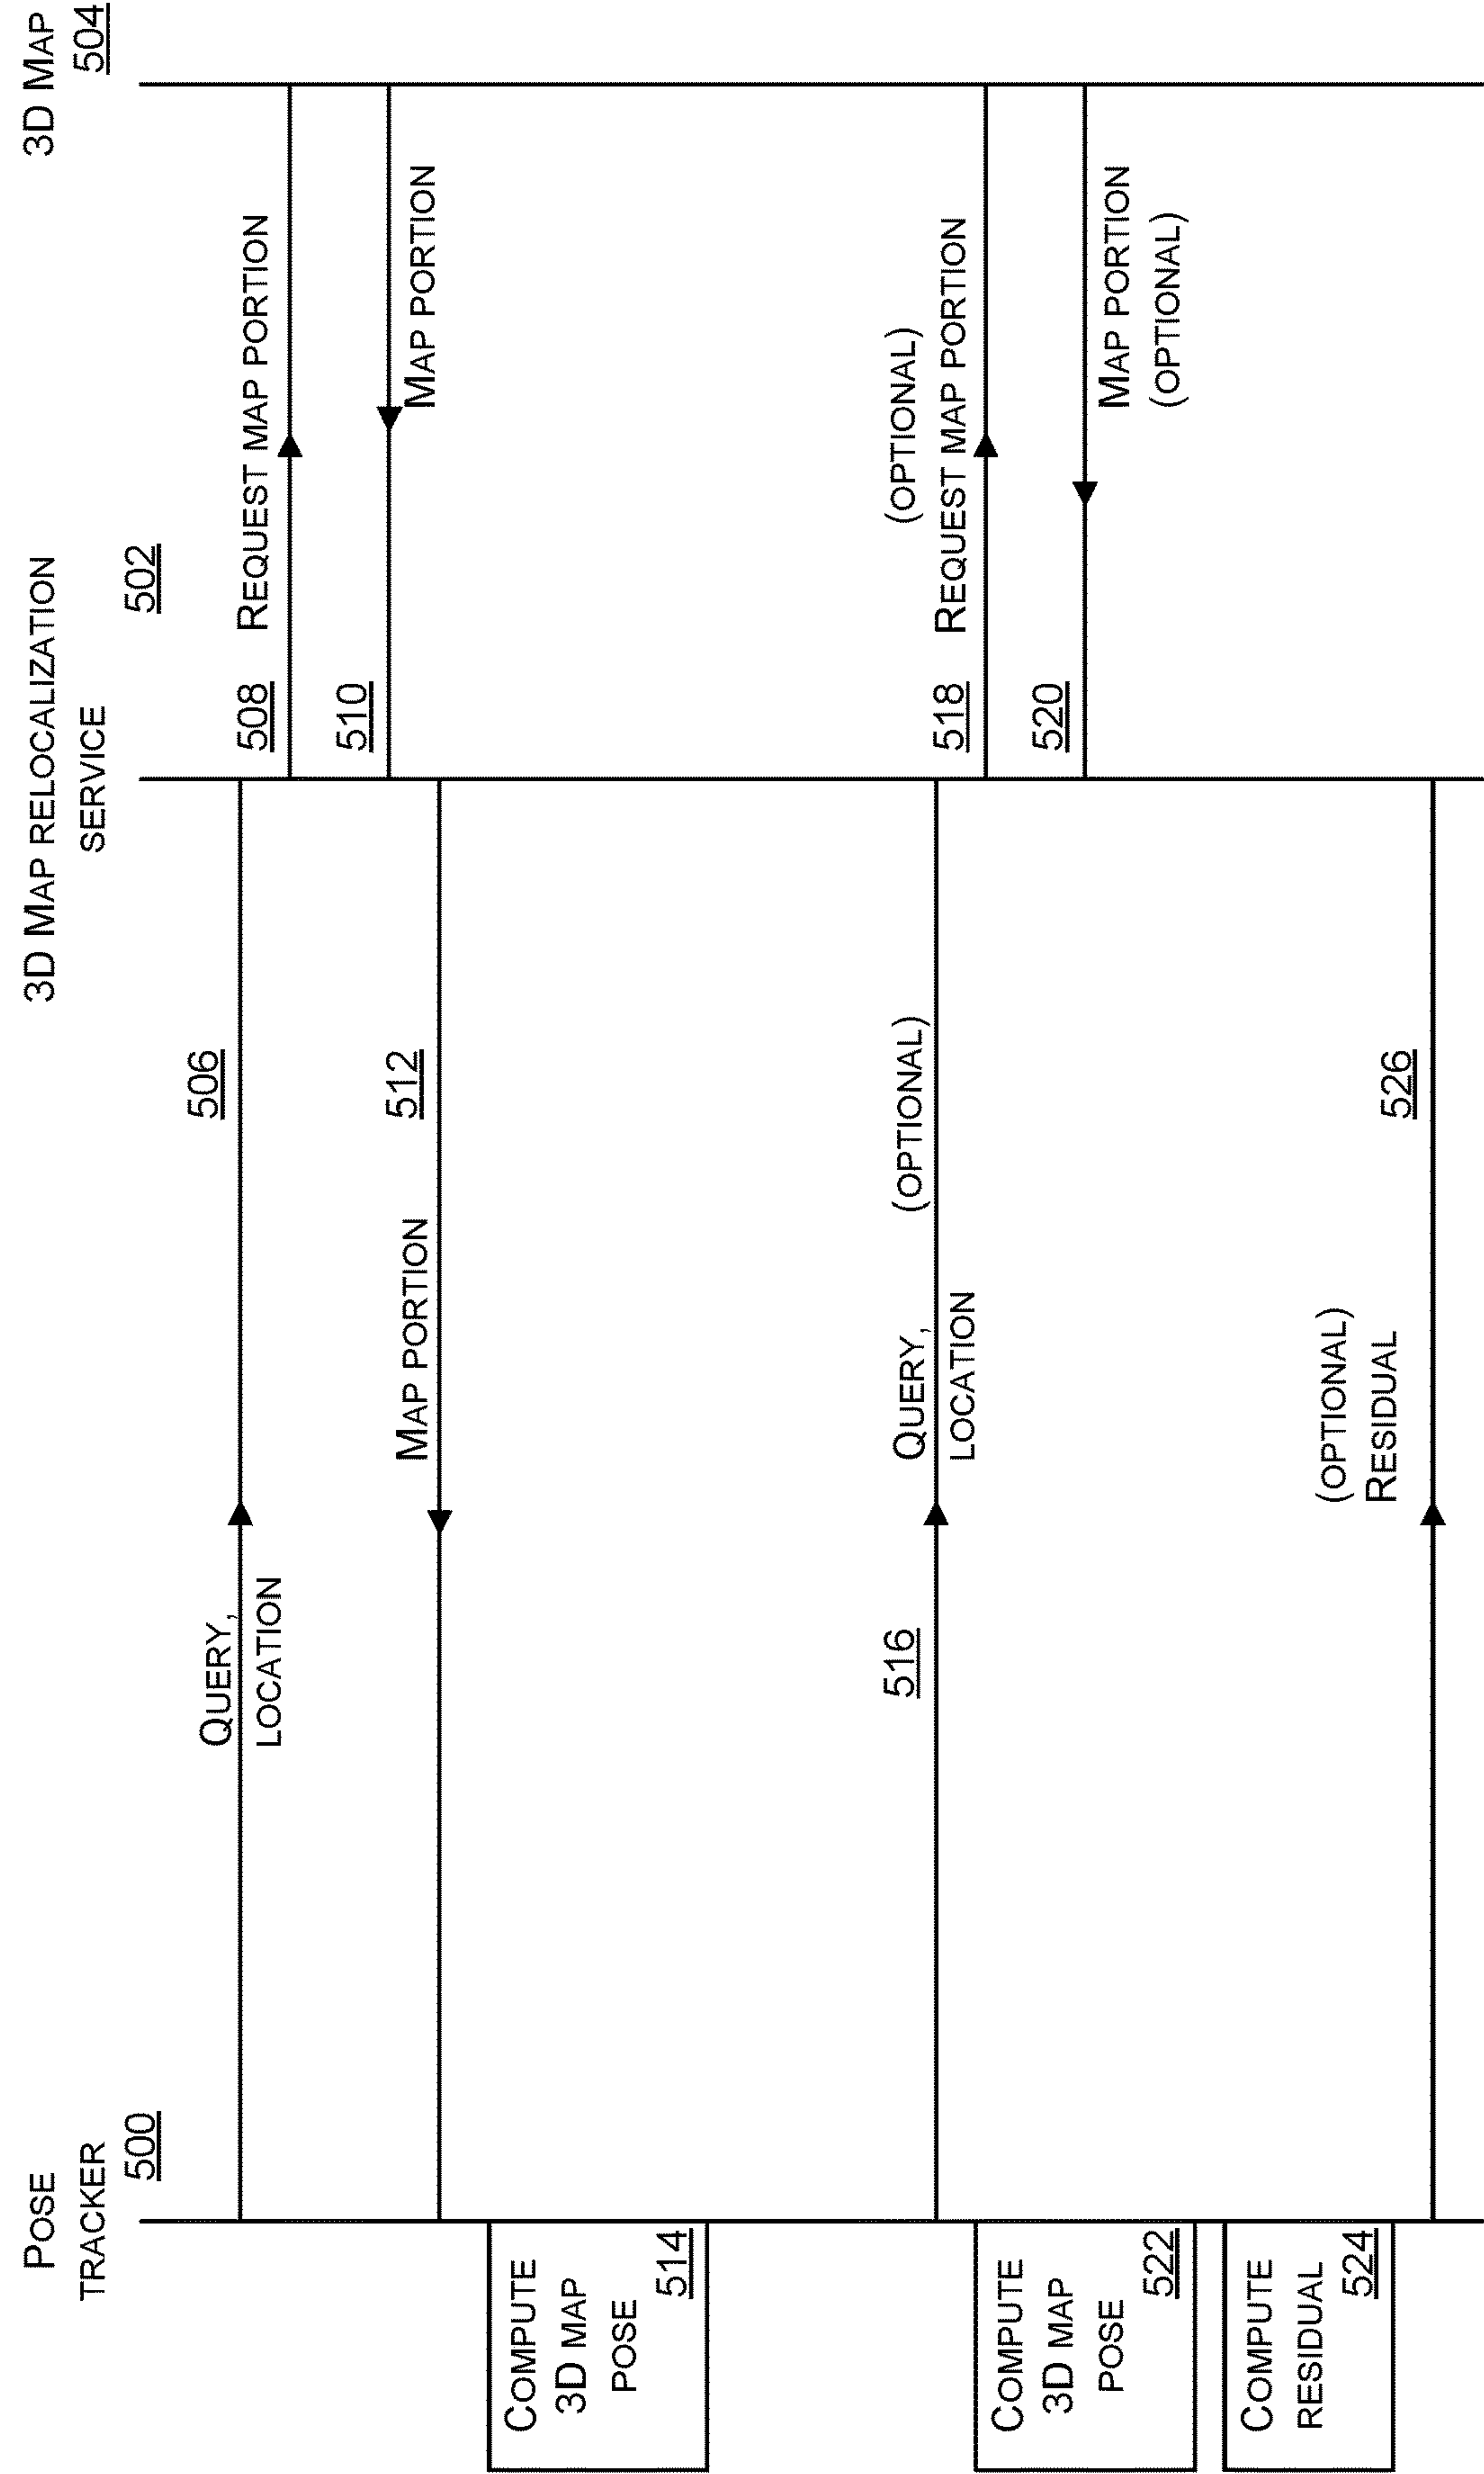 POSE
TRACKER
500
3D MAP RELOCALIZATION
SERVICE
502
3D MAP
504
QUERY,
LOCATION
506
508
REQUEST MAP PORTION
510
MAP PORTION
MAP PORTION
512
COMPUTE
3D MAP
POSE
514
516
QUERY,
LOCATION
(OPTIONAL)
518
(OPTIONAL)
REQUEST MAP PORTION
520
MAP PORTION
(OPTIONAL)
COMPUTE
3D MAP
POSE
522
COMPUTE
RESIDUAL
524
(OPTIONAL)
RESIDUAL
526